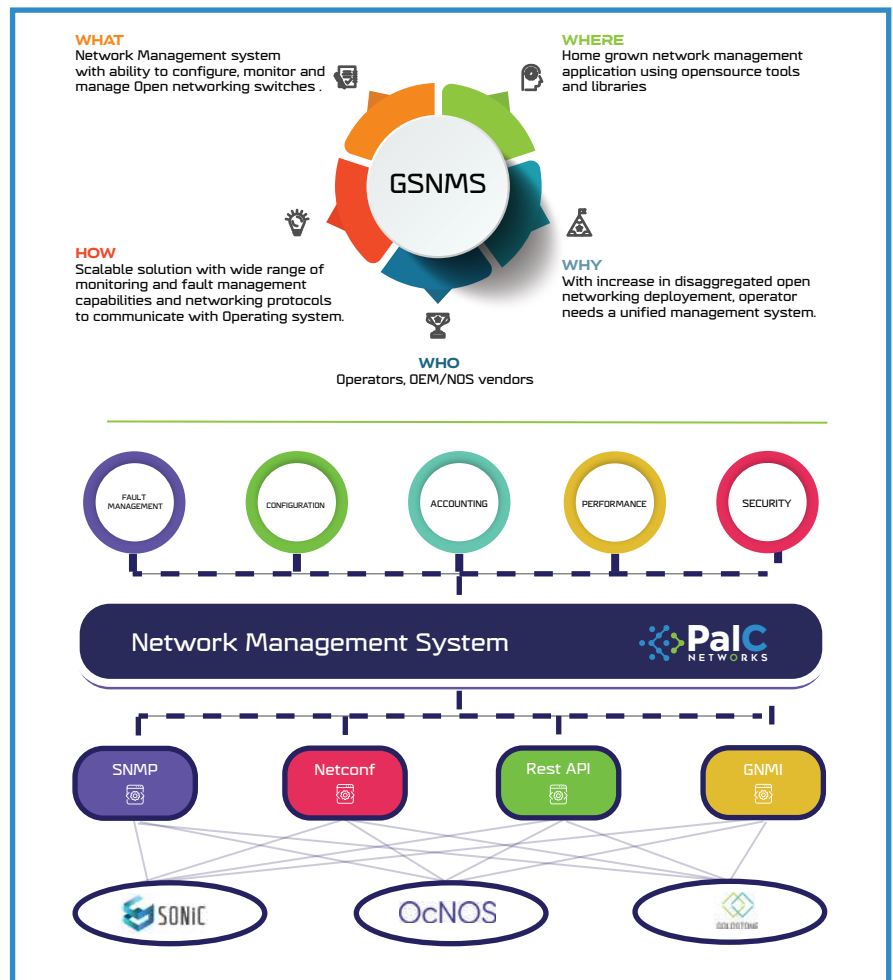 WHAT
Network Management system
with ability to configure, monitor and
manage Open networking switches .
WHERE
Home grown network management
application using opensource tools
and libraries
GSNMS
HOW
Scalable solution with wide range of
monitoring and fault management
capabilities and networking protocols
to communicate with Operating system.
WHY
With increase in disaggregated open
networking deployement, operator
needs a unified management system.
WHO
Operators, OEM/NOS vendors
FAULT
MANAGEMENT
CONFIGURATION
ACCOUNTING
PERFORMANCE
SECURITY
Network Management System
PalC
NETWORKS
SNMP
Netconf
Rest API
GNMI
SONiC
OcNOS
GOLDSTONE